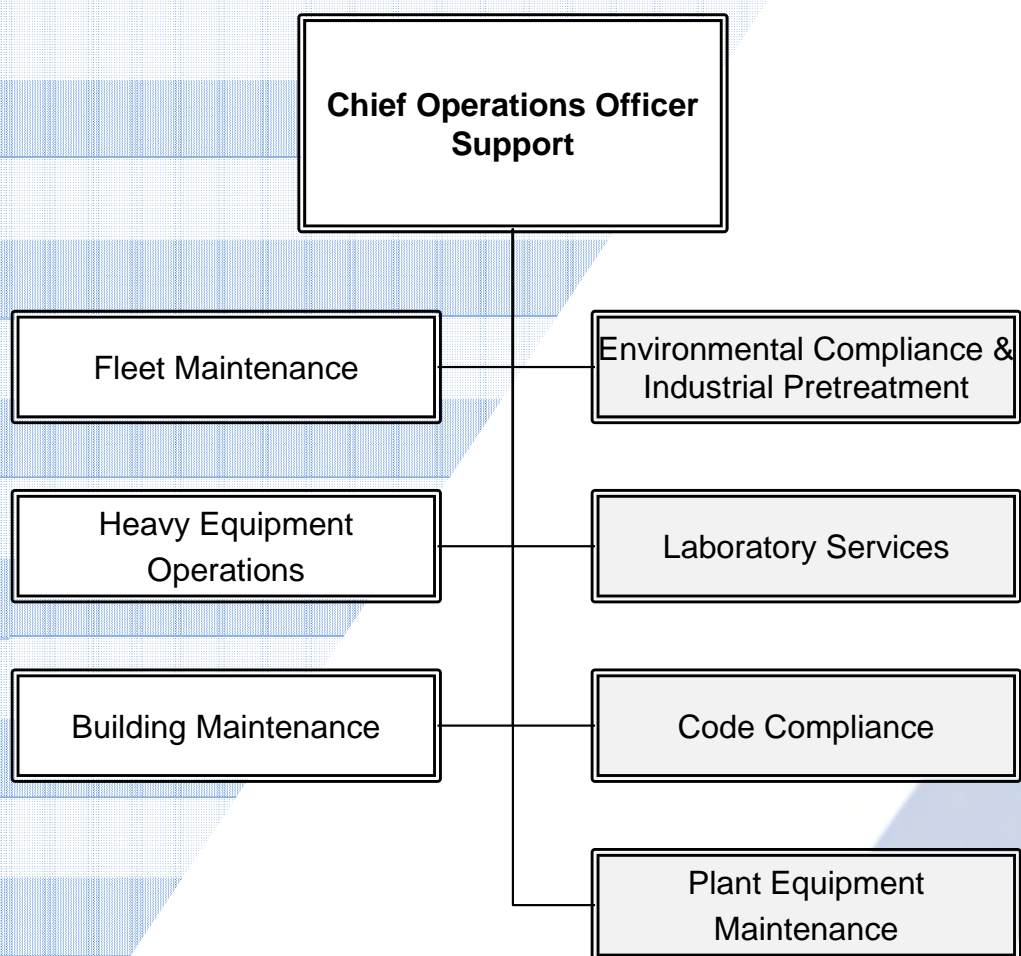 Chief Operations Officer
Support
Fleet Maintenance
Environmental Compliance &
Industrial Pretreatment
Heavy Equipment
Operations
Laboratory Services
Building Maintenance
Code Compliance
Plant Equipment
Maintenance